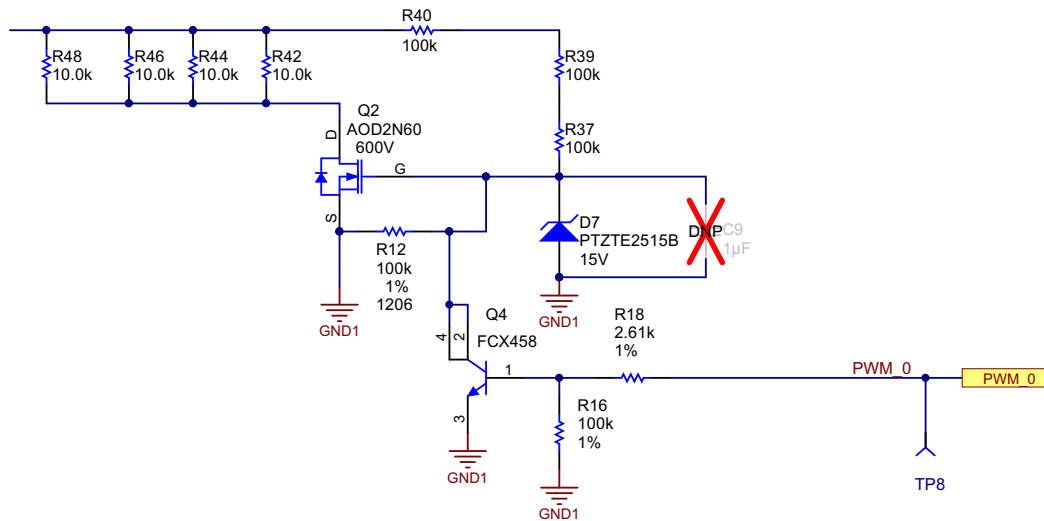 R40
100k
R48
10.0k
R46
10.0k
R44
10.0k
R42
10.0k
R39
100k
Q2
AOD2N60
600V
R37
100k
D
G
S
D7
PTZTE2515B
15V
DNP
C9
1µF
R12
100k
1%
1206
GND1
GND1
Q4
FCX458
4
2
1
3
R18
2.61k
1%
PWM_0
PWM_0
R16
100k
1%
GND1
GND1
TP8